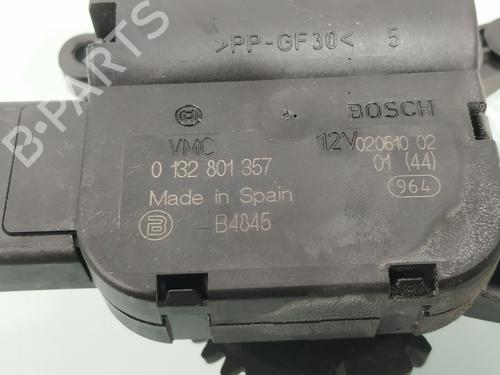 >PP-GF30< 5
BOSCH
VMC 12V 020610 02
0 132 801 357 01 (44)
Made in Spain 964
B4845
B-PARTS